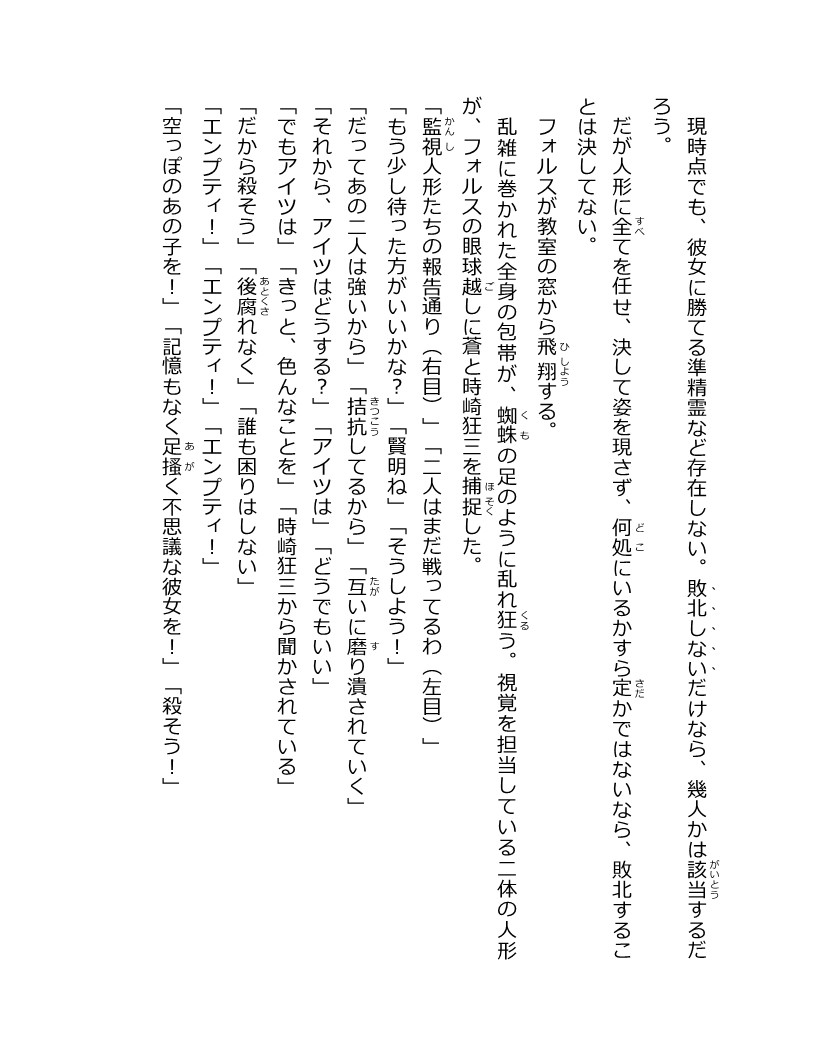 現時点でも、彼女に勝てる準精霊など存在しない。敗北しないだけなら、幾人かは該当するだ
ろう。
だが人形に全てを任せ、決して姿を現さず、何処にいるかすら定かではないなら、敗北するこ
とは決してない。
フォルスが教室の窓から飛翔する。
乱雑に巻かれた全身の包帯が、蜘蛛の足のように乱れ狂う。視覚を担当している二体の人形
が、フォルスの眼球越しに蒼と時崎狂三を捕捉した。
「監視人形たちの報告通り（右目）」「二人はまだ戦ってるわ（左目）」
「もう少し待った方がいいかな？」「賢明ね」「そうしよう！」
「だってあの二人は強いから」「拮抗してるから」「互いに磨り潰されていく」
「それから、アイツはどうする？」「アイツは」「どうでもいい」
「でもアイツは」「きっと、色んなことを」「時崎狂三から聞かされている」
「だから殺そう」「後腐れなく」「誰も困りはしない」
「エンプティ！」「エンプティ！」「エンプティ！」
「空っぽのあの子を！」「記憶もなく足掻く不思議な彼女を！」「殺そう！」